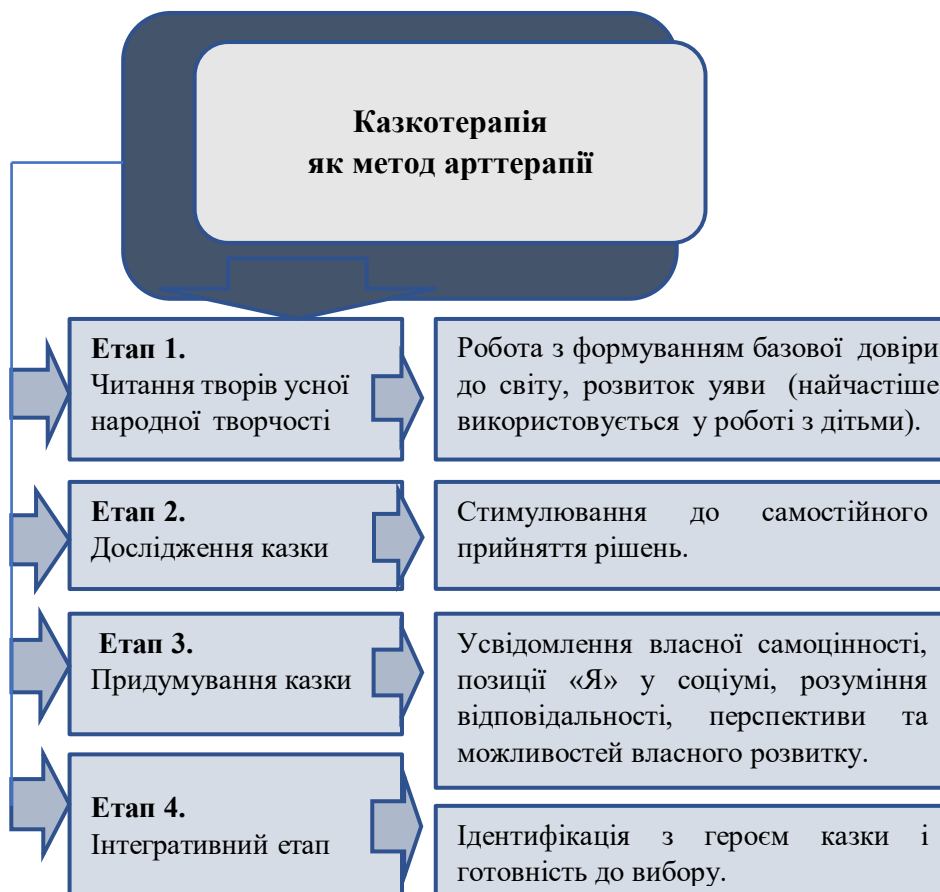 Казкотерапія
як метод арттерапії
Етап 1.
Читання творів усної
народної творчості
Робота з формуванням базової довіри
до світу, розвиток уяви (найчастіше
використовується у роботі з дітьми).
Етап 2.
Дослідження казки
Стимулювання до самостійного
прийняття рішень.
Етап 3.
Придумування казки
Усвідомлення власної самоцінності,
позиції «Я» у соціумі, розуміння
відповідальності, перспективи та
можливостей власного розвитку.
Етап 4.
Інтегративний етап
Ідентифікація з героєм казки і
готовність до вибору.